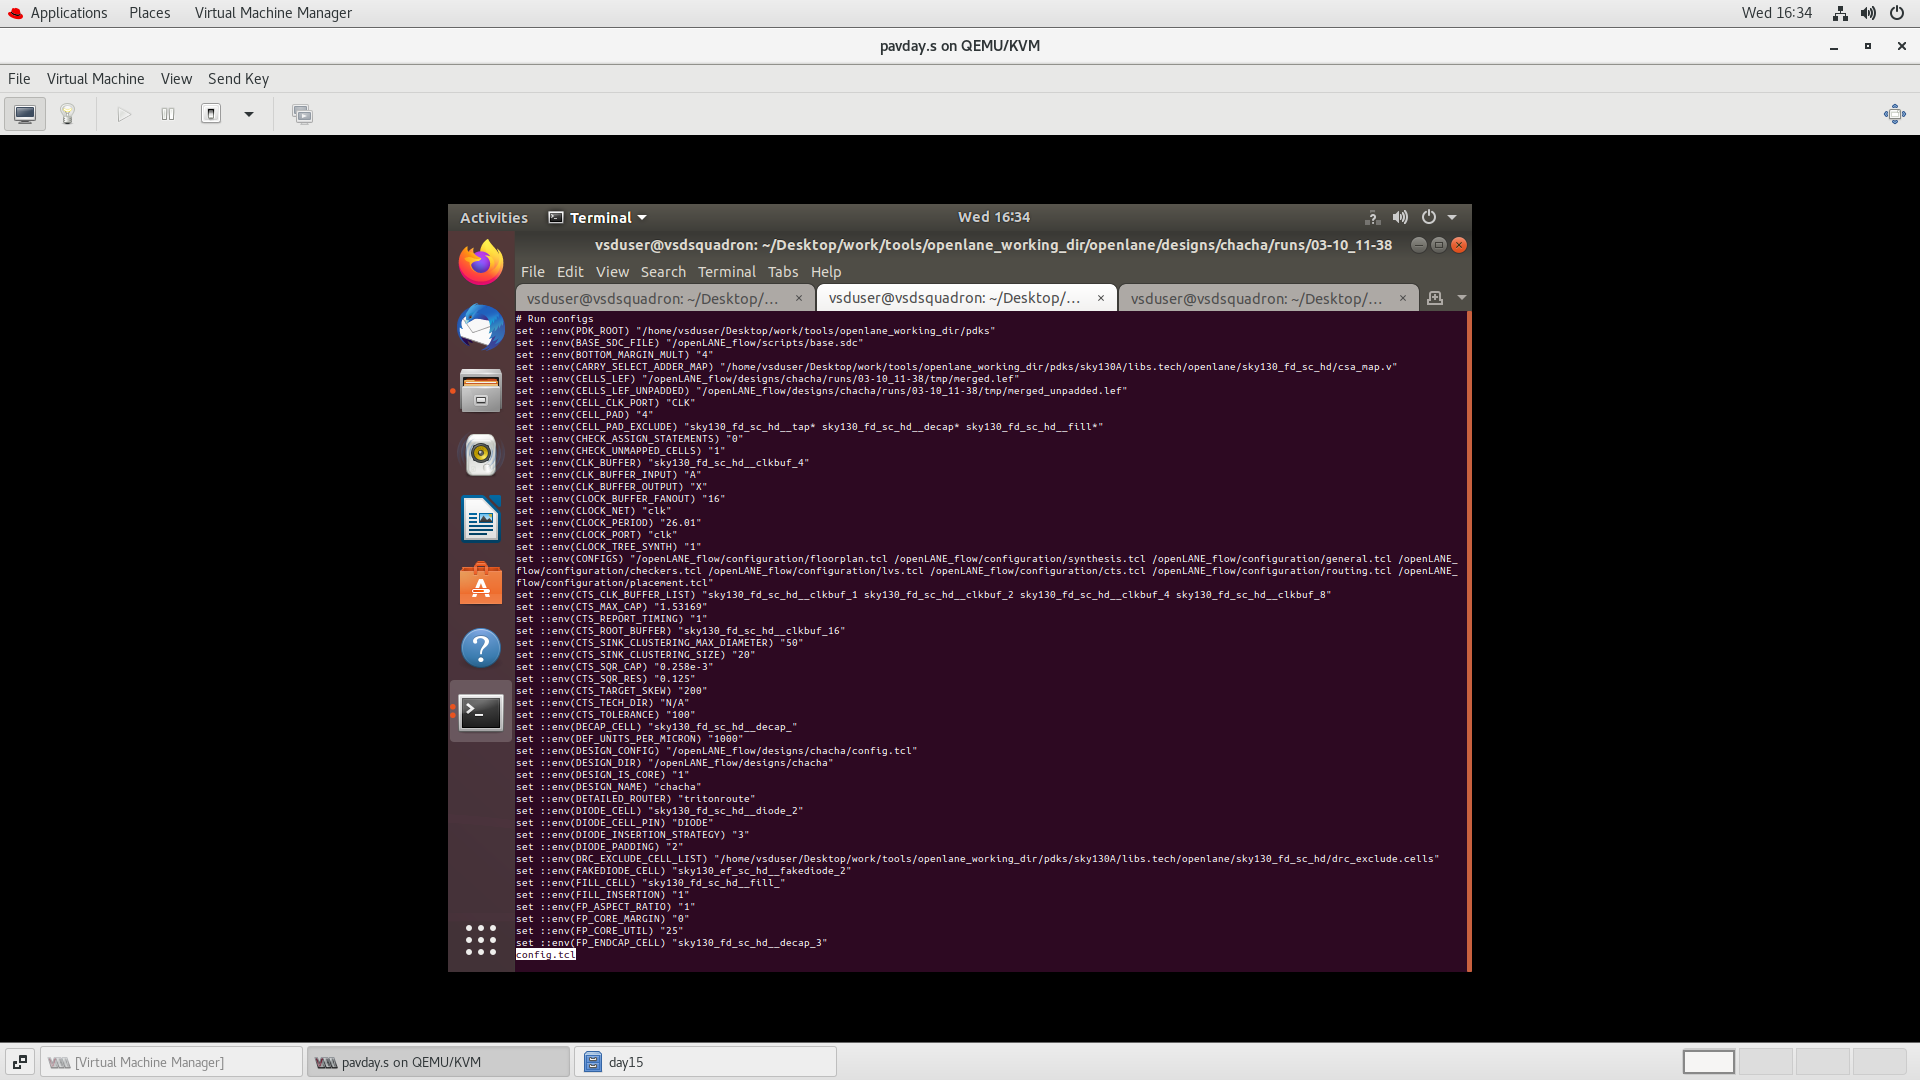 Applications Places Virtual Machine Manager Wed 16:34
pavday.s on QEMU/KVM
File Virtual Machine View Send Key
Activities Terminal Wed 16:34
vsduser@vsdsquadron: ~/Desktop/work/tools/openlane_working_dir/openlane/designs/chacha/runs/03-10_11-38
File Edit View Search Terminal Tabs Help
vsduser@vsdsquadron: ~/Desktop/... × vsduser@vsdsquadron: ~/Desktop/... × vsduser@vsdsquadron: ~/Desktop/... ×
# Run configs
set ::env(PDK_ROOT) "/home/vsduser/Desktop/work/tools/openlane_working_dir/pdks"
set ::env(BASE_SDC_FILE) "/openLANE_flow/scripts/base.sdc"
set ::env(BOTTOM_MARGIN_MULT) "4"
set ::env(CARRY_SELECT_ADDER_MAP) "/home/vsduser/Desktop/work/tools/openlane_working_dir/pdks/sky130A/libs.tech/openlane/sky130_fd_sc_hd/csa_map.v"
set ::env(CELLS_LEF) "/openLANE_flow/designs/chacha/runs/03-10_11-38/tmp/merged.lef"
set ::env(CELLS_LEF_UNPADDED) "/openLANE_flow/designs/chacha/runs/03-10_11-38/tmp/merged_unpadded.lef"
set ::env(CELL_CLK_PORT) "CLK"
set ::env(CELL_PAD) "4"
set ::env(CELL_PAD_EXCLUDE) "sky130_fd_sc_hd__tap* sky130_fd_sc_hd__decap* sky130_fd_sc_hd__fill*"
set ::env(CHECK_ASSIGN_STATEMENTS) "0"
set ::env(CHECK_UNMAPPED_CELLS) "1"
set ::env(CLK_BUFFER) "sky130_fd_sc_hd__clkbuf_4"
set ::env(CLK_BUFFER_INPUT) "A"
set ::env(CLK_BUFFER_OUTPUT) "X"
set ::env(CLOCK_BUFFER_FANOUT) "16"
set ::env(CLOCK_NET) "clk"
set ::env(CLOCK_PERIOD) "26.01"
set ::env(CLOCK_PORT) "clk"
set ::env(CLOCK_TREE_SYNTH) "1"
set ::env(CONFIGS) "/openLANE_flow/configuration/floorplan.tcl /openLANE_flow/configuration/synthesis.tcl /openLANE_flow/configuration/general.tcl /openLANE_
flow/configuration/checkers.tcl /openLANE_flow/configuration/lvs.tcl /openLANE_flow/configuration/cts.tcl /openLANE_flow/configuration/routing.tcl /openLANE_
flow/configuration/placement.tcl"
set ::env(CTS_CLK_BUFFER_LIST) "sky130_fd_sc_hd__clkbuf_1 sky130_fd_sc_hd__clkbuf_2 sky130_fd_sc_hd__clkbuf_4 sky130_fd_sc_hd__clkbuf_8"
set ::env(CTS_MAX_CAP) "1.53169"
set ::env(CTS_REPORT_TIMING) "1"
set ::env(CTS_ROOT_BUFFER) "sky130_fd_sc_hd__clkbuf_16"
set ::env(CTS_SINK_CLUSTERING_MAX_DIAMETER) "50"
set ::env(CTS_SINK_CLUSTERING_SIZE) "20"
set ::env(CTS_SQR_CAP) "0.258e-3"
set ::env(CTS_SQR_RES) "0.125"
set ::env(CTS_TARGET_SKEW) "200"
set ::env(CTS_TECH_DIR) "N/A"
set ::env(CTS_TOLERANCE) "100"
set ::env(DECAP_CELL) "sky130_fd_sc_hd__decap_"
set ::env(DEF_UNITS_PER_MICRON) "1000"
set ::env(DESIGN_CONFIG) "/openLANE_flow/designs/chacha/config.tcl"
set ::env(DESIGN_DIR) "/openLANE_flow/designs/chacha"
set ::env(DESIGN_IS_CORE) "1"
set ::env(DESIGN_NAME) "chacha"
set ::env(DETAILED_ROUTER) "tritonroute"
set ::env(DIODE_CELL) "sky130_fd_sc_hd__diode_2"
set ::env(DIODE_CELL_PIN) "DIODE"
set ::env(DIODE_INSERTION_STRATEGY) "3"
set ::env(DIODE_PADDING) "2"
set ::env(DRC_EXCLUDE_CELL_LIST) "/home/vsduser/Desktop/work/tools/openlane_working_dir/pdks/sky130A/libs.tech/openlane/sky130_fd_sc_hd/drc_exclude.cells"
set ::env(FAKEDIODE_CELL) "sky130_ef_sc_hd__fakediode_2"
set ::env(FILL_CELL) "sky130_fd_sc_hd__fill_"
set ::env(FILL_INSERTION) "1"
set ::env(FP_ASPECT_RATIO) "1"
set ::env(FP_CORE_MARGIN) "0"
set ::env(FP_CORE_UTIL) "25"
set ::env(FP_ENDCAP_CELL) "sky130_fd_sc_hd__decap_3"
config.tcl
[Virtual Machine Manager] pavday.s on QEMU/KVM day15